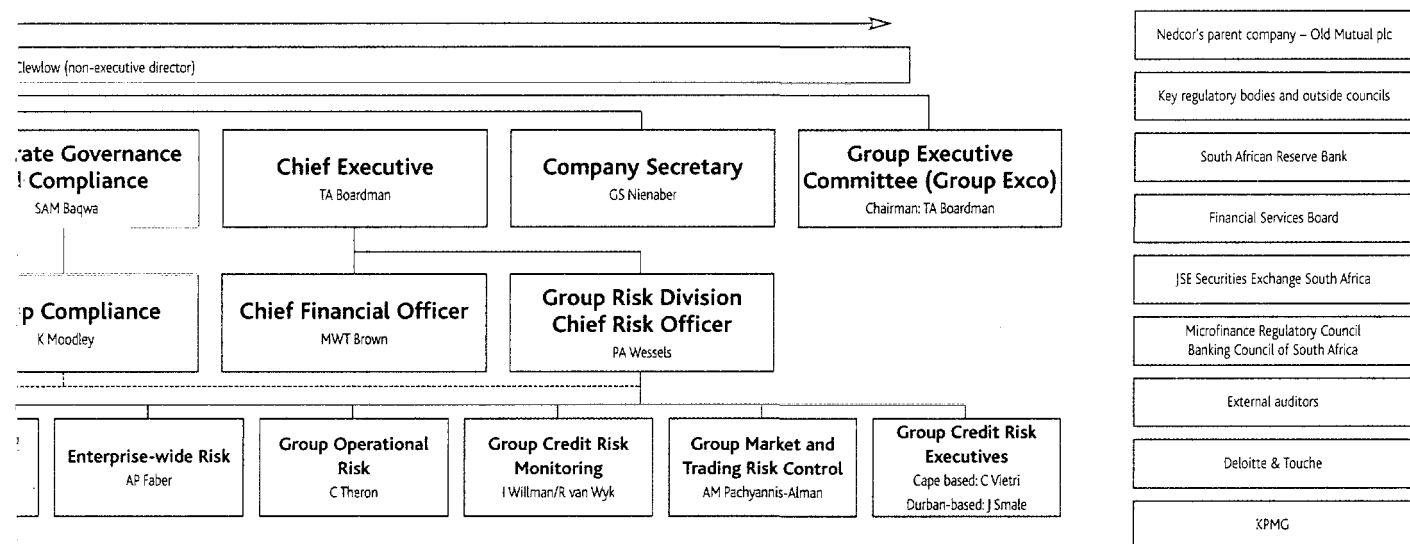 Clewlow (non-executive director)
rate Governance
Compliance
SAM Baqwa
Chief Executive
TA Boardman
Company Secretary
GS Nienaber
Group Executive
Committee (Group Exco)
Chairman: TA Boardman
p Compliance
K Moodley
Chief Financial Officer
MWT Brown
Group Risk Division
Chief Risk Officer
PA Wessels
Enterprise-wide Risk
AP Faber
Group Operational
Risk
C Theron
Group Credit Risk
Monitoring
I Willman/R van Wyk
Group Market and
Trading Risk Control
AM Pachyannis-Alman
Group Credit Risk
Executives
Cape based: C Vietri
Durban-based: J Smale
Nedcor's parent company – Old Mutual plc
Key regulatory bodies and outside councils
South African Reserve Bank
Financial Services Board
JSE Securities Exchange South Africa
Microfinance Regulatory Council
Banking Council of South Africa
External auditors
Deloitte & Touche
KPMG